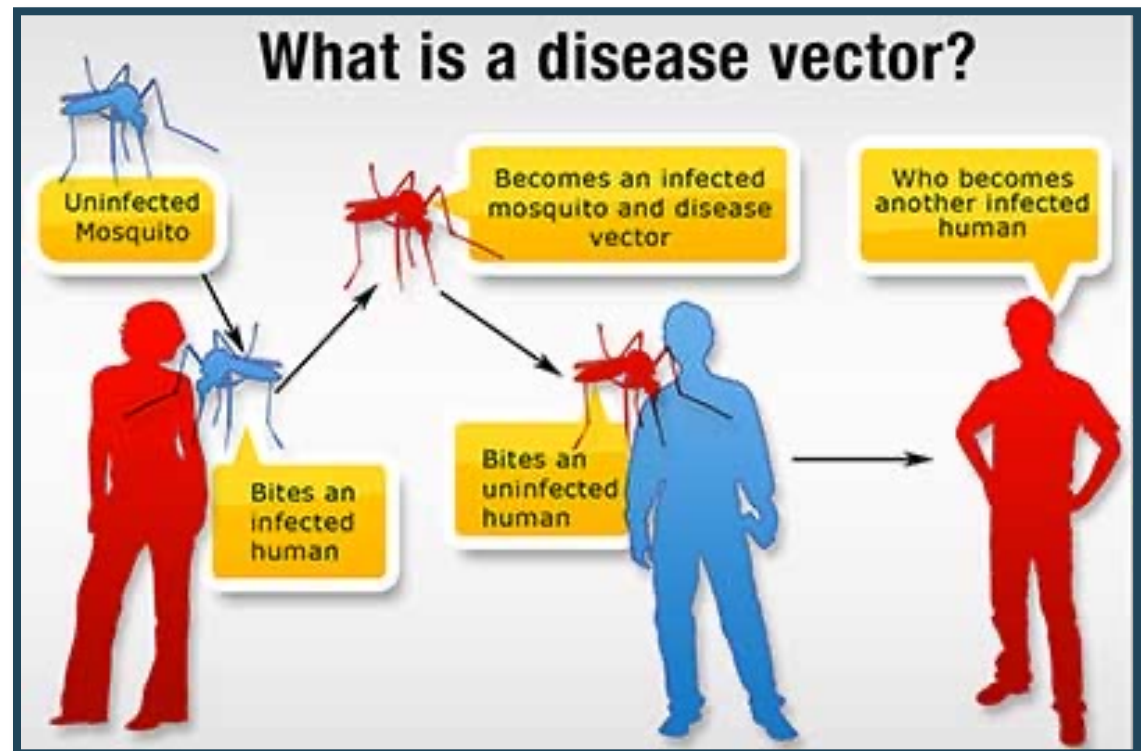 What is a disease vector?
Uninfected
Mosquito
Bites an
infected
human
Becomes an infected
mosquito and disease
vector
Bites an
uninfected
human
Who becomes
another infected
human